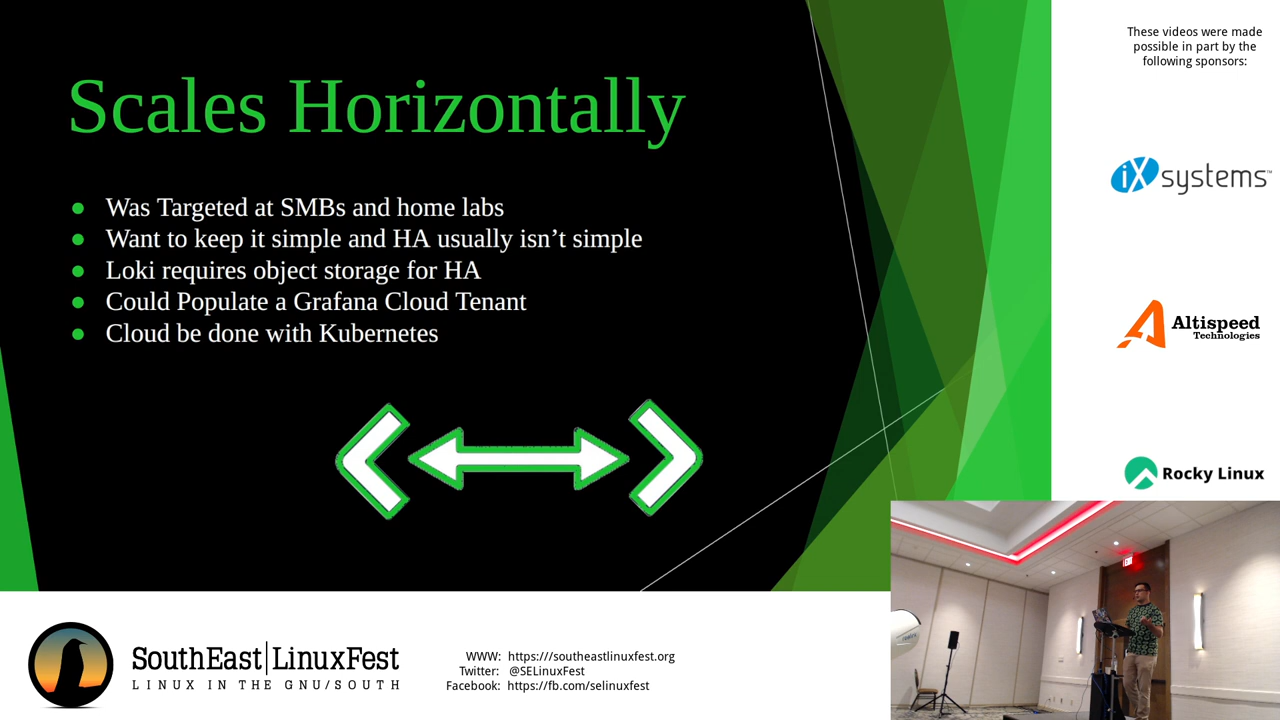 Scales Horizontally
Was Targeted at SMBs and home labs
Want to keep it simple and HA usually isn’t simple
Loki requires object storage for HA
Could Populate a Grafana Cloud Tenant
Cloud be done with Kubernetes
These videos were made
possible in part by the
following sponsors:
iX systems™
Altispeed
Technologies
Rocky Linux
EXIT
SouthEast|LinuxFest
LINUX IN THE GNU/SOUTH
WWW: https:///southeastlinuxfest.org
Twitter: @SELinuxFest
Facebook: https://fb.com/selinuxfest